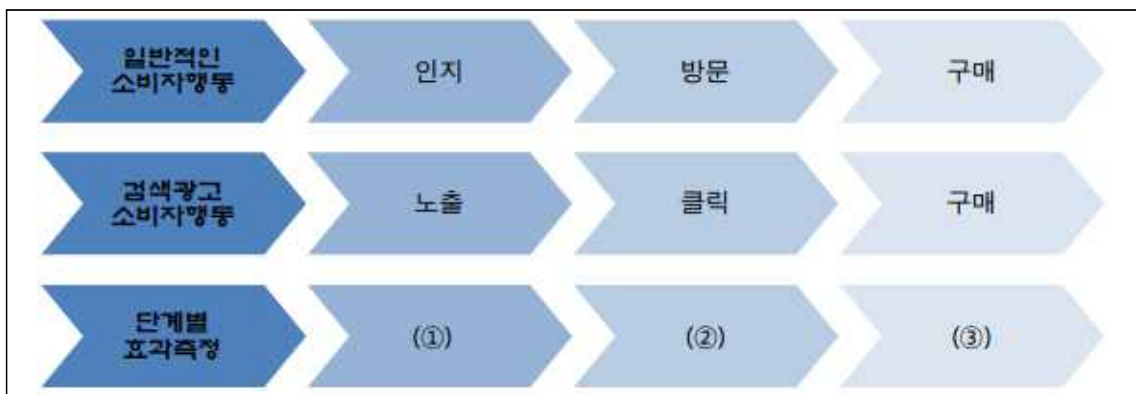 일반적인
소비자행동
인지
방문
구매
검색광고
소비자행동
노출
클릭
구매
단계별
효과측정
(①)
(②)
(③)